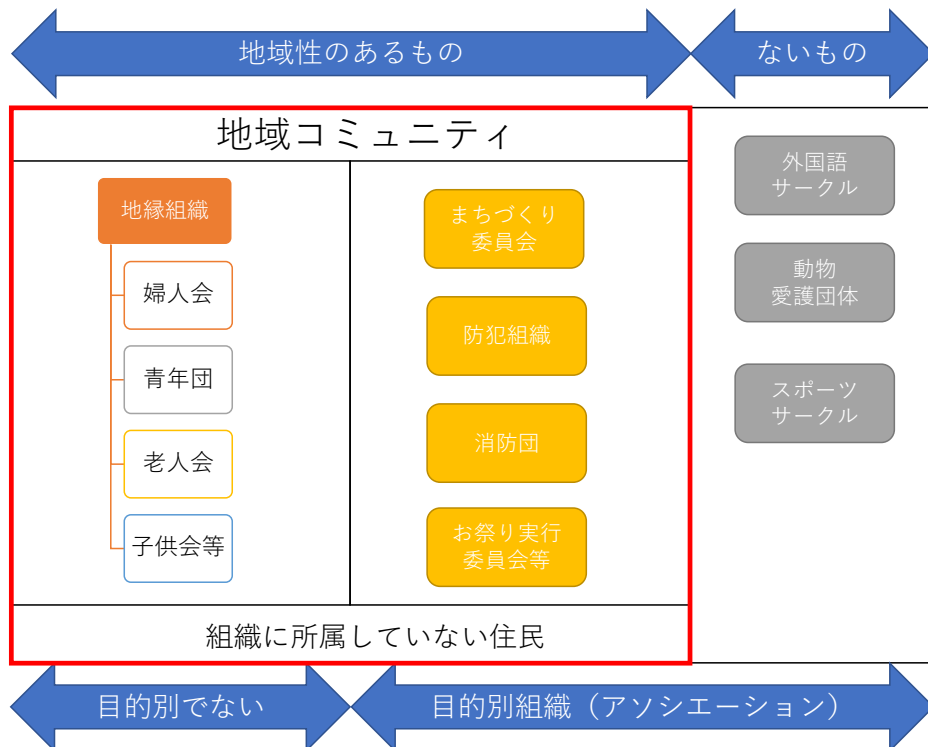 地域性のあるもの
ないもの
地域コミュニティ
地縁組織
婦人会
青年団
老人会
子供会等
まちづくり
委員会
防犯組織
消防団
お祭り実行
委員会等
外国語
サークル
動物
愛護団体
スポーツ
サークル
組織に所属していない住民
目的別でない
目的別組織（アソシエーション）